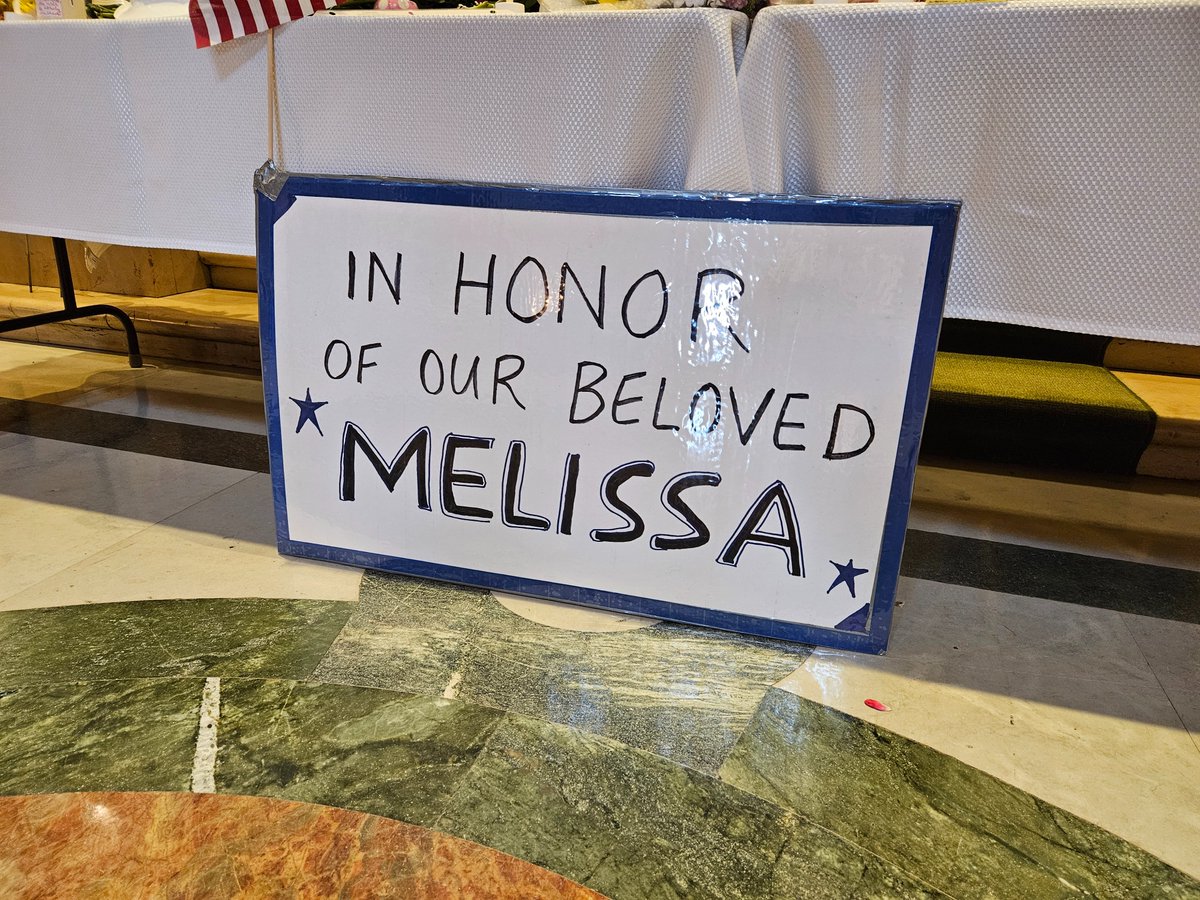 IN HONOR
OF OUR BELOVED
MELISSA